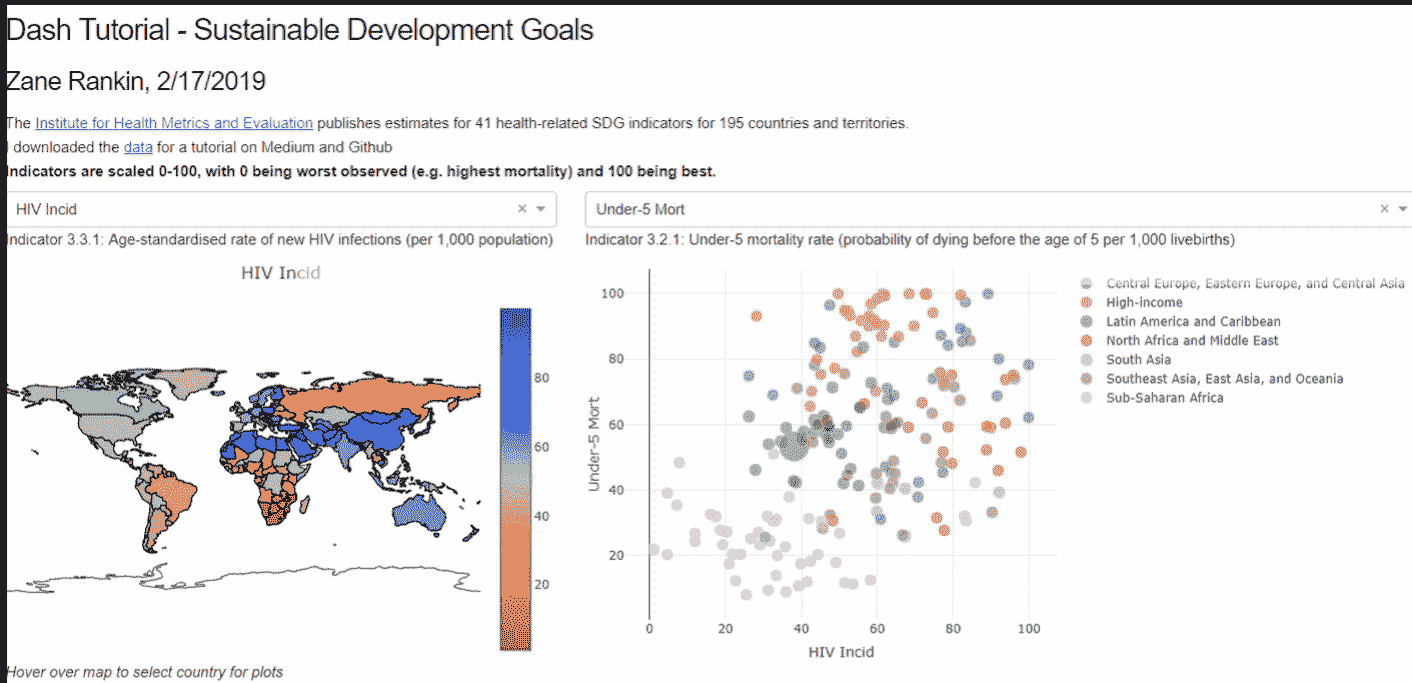 Dash Tutorial - Sustainable Development Goals
Zane Rankin, 2/17/2019
The Institute for Health Metrics and Evaluation publishes estimates for 41 health-related SDG indicators for 195 countries and territories.
I downloaded the data for a tutorial on Medium and Github
Indicators are scaled 0-100, with 0 being worst observed (e.g. highest mortality) and 100 being best.
HIV Incid × Under-5 Mort ×
Indicator 3.3.1: Age-standardised rate of new HIV infections (per 1,000 population)
Indicator 3.2.1: Under-5 mortality rate (probability of dying before the age of 5 per 1,000 livebirths)
HIV Incid
80
60
40
20
Under-5 Mort
100
80
60
40
20
0 20 40 60 80 100
HIV Incid
Central Europe, Eastern Europe, and Central Asia
High-income
Latin America and Caribbean
North Africa and Middle East
South Asia
Southeast Asia, East Asia, and Oceania
Sub-Saharan Africa
Hover over map to select country for plots